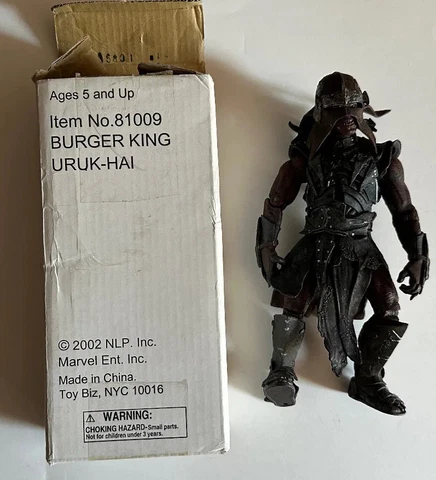 Ages 5 and Up
Item No.81009
BURGER KING
URUK-HAI
© 2002 NLP. Inc.
Marvel Ent. Inc.
Made in China.
Toy Biz, NYC 10016
⚠ WARNING:
CHOKING HAZARD-Small parts.
Not for children under 3 years.